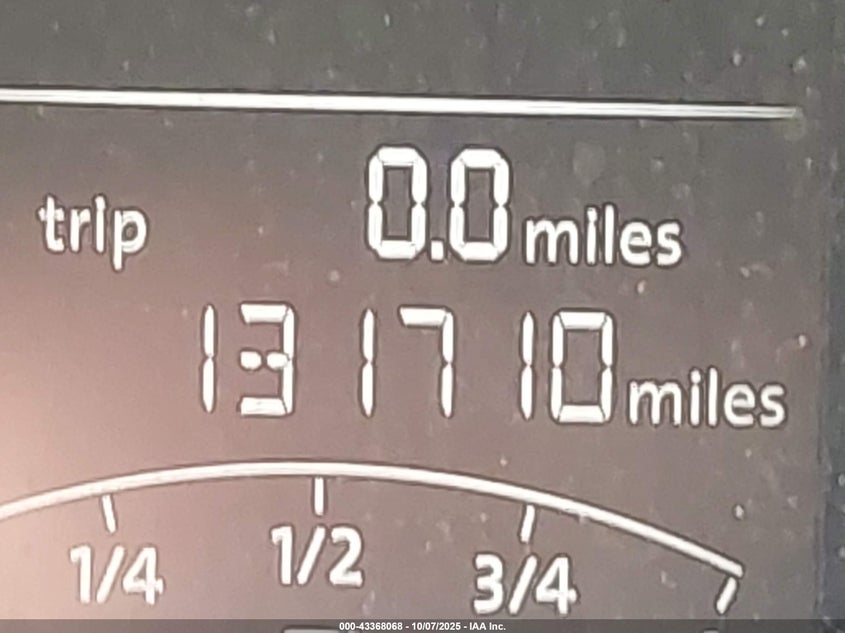 trip 0.0 miles
131710 miles
1/4 1/2 3/4
000-43368068 - 10/07/2025 - IAA Inc.